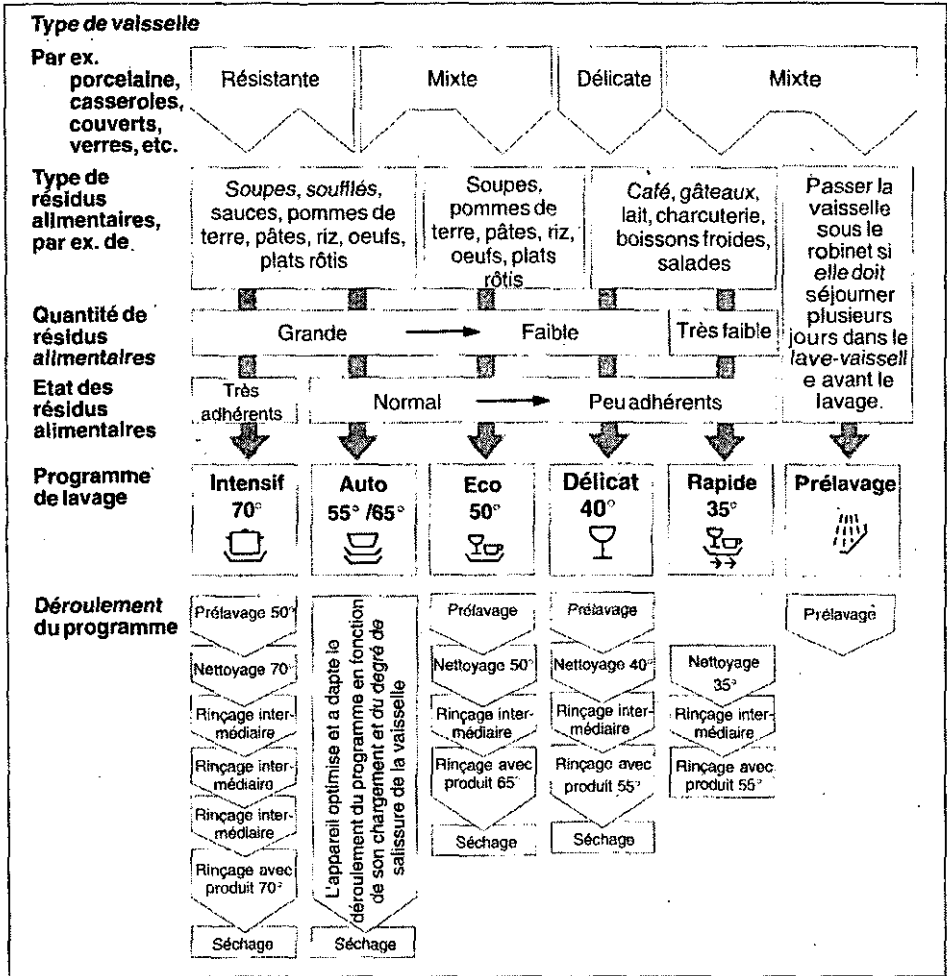 Type de vaisselle
Par ex.
porcelaine,
casseroles,
couverts,
verres, etc.
Résistante
Mixte
Délicate
Mixte
Type de
résidus
alimentaires,
par ex. de
Soupes, soufflés,
sauces, pommes de
terre, pâtes, riz, oeufs,
plats rôtis
Soupes,
pommes de
terre, pâtes, riz,
oeufs, plats
rôtis
Café, gâteaux,
lait, charcuterie,
boissons froides,
salades
Passer la
vaisselle
sous le
robinet si
elle doit
séjourner
plusieurs
jours dans le
lave-vaissell
e avant le
lavage.
Quantité de
résidus
alimentaires
Grande
Faible
Très faible
Etat des
résidus
alimentaires
Très
adhérents
Normal
Peu adhérents
Programme
de lavage
Intensif
70°
Auto
55° /65°
Eco
50°
Délicat
40°
Rapide
35°
Prélavage
Déroulement
du programme
Prélavage 50°
Nettoyage 70°
Rinçage inter-
médiaire
Rinçage inter-
médiaire
Rinçage inter-
médiaire
Rinçage avec
produit 70°
Séchage
L'appareil optimise et a dapte le
déroulement du programme en fonction
de son chargement et du degré de
salissure de la vaisselle
Séchage
Prélavage
Nettoyage 50°
Rinçage inter-
médiaire
Rinçage avec
produit 65°
Séchage
Prélavage
Nettoyage 40°
Rinçage inter-
médiaire
Rinçage avec
produit 55°
Séchage
Nettoyage
35°
Rinçage inter-
médiaire
Rinçage avec
produit 55°
Prélavage